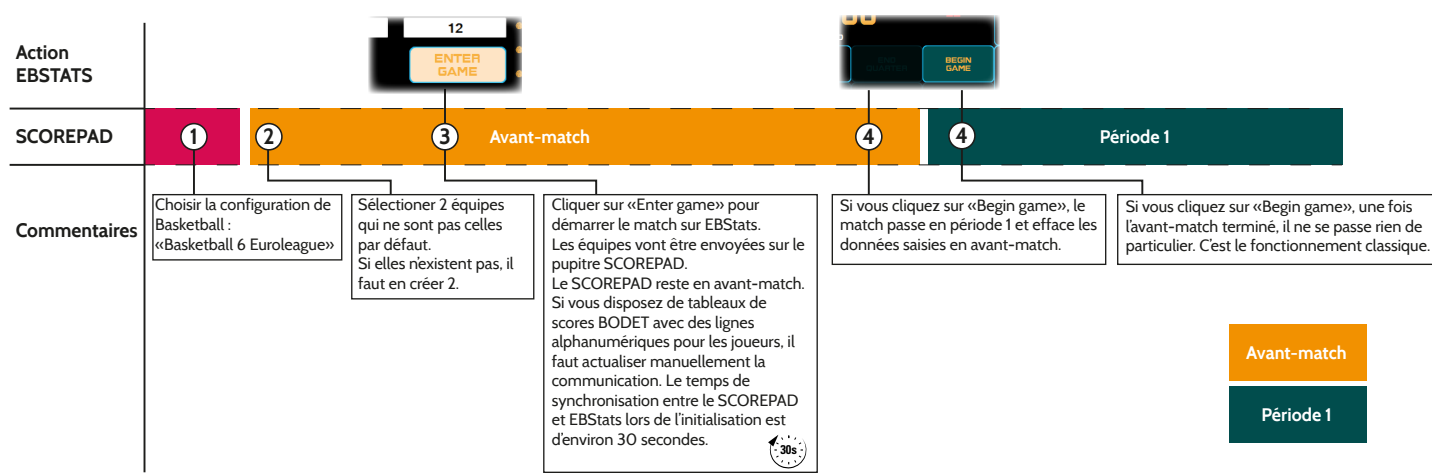 Action
EBSTATS
12
ENTER
GAME
END
QUARTER
BEGIN
GAME
SCOREPAD
1
2
3
Avant-match
4
4
Période 1
Commentaires
Choisir la configuration de
Basketball :
«Basketball 6 Euroleague»
Sélectioner 2 équipes
qui ne sont pas celles
par défaut.
Si elles n'existent pas, il
faut en créer 2.
Cliquer sur «Enter game» pour
démarrer le match sur EBStats.
Les équipes vont être envoyées sur le
pupitre SCOREPAD.
Le SCOREPAD reste en avant-match.
Si vous disposez de tableaux de
scores BODET avec des lignes
alphanumériques pour les joueurs, il
faut actualiser manuellement la
communication. Le temps de
synchronisation entre le SCOREPAD
et EBStats lors de l'initialisation est
d'environ 30 secondes.
30s
Si vous cliquez sur «Begin game», le
match passe en période 1 et efface les
données saisies en avant-match.
Si vous cliquez sur «Begin game», une fois
l'avant-match terminé, il ne se passe rien de
particulier. C'est le fonctionnement classique.
Avant-match
Période 1